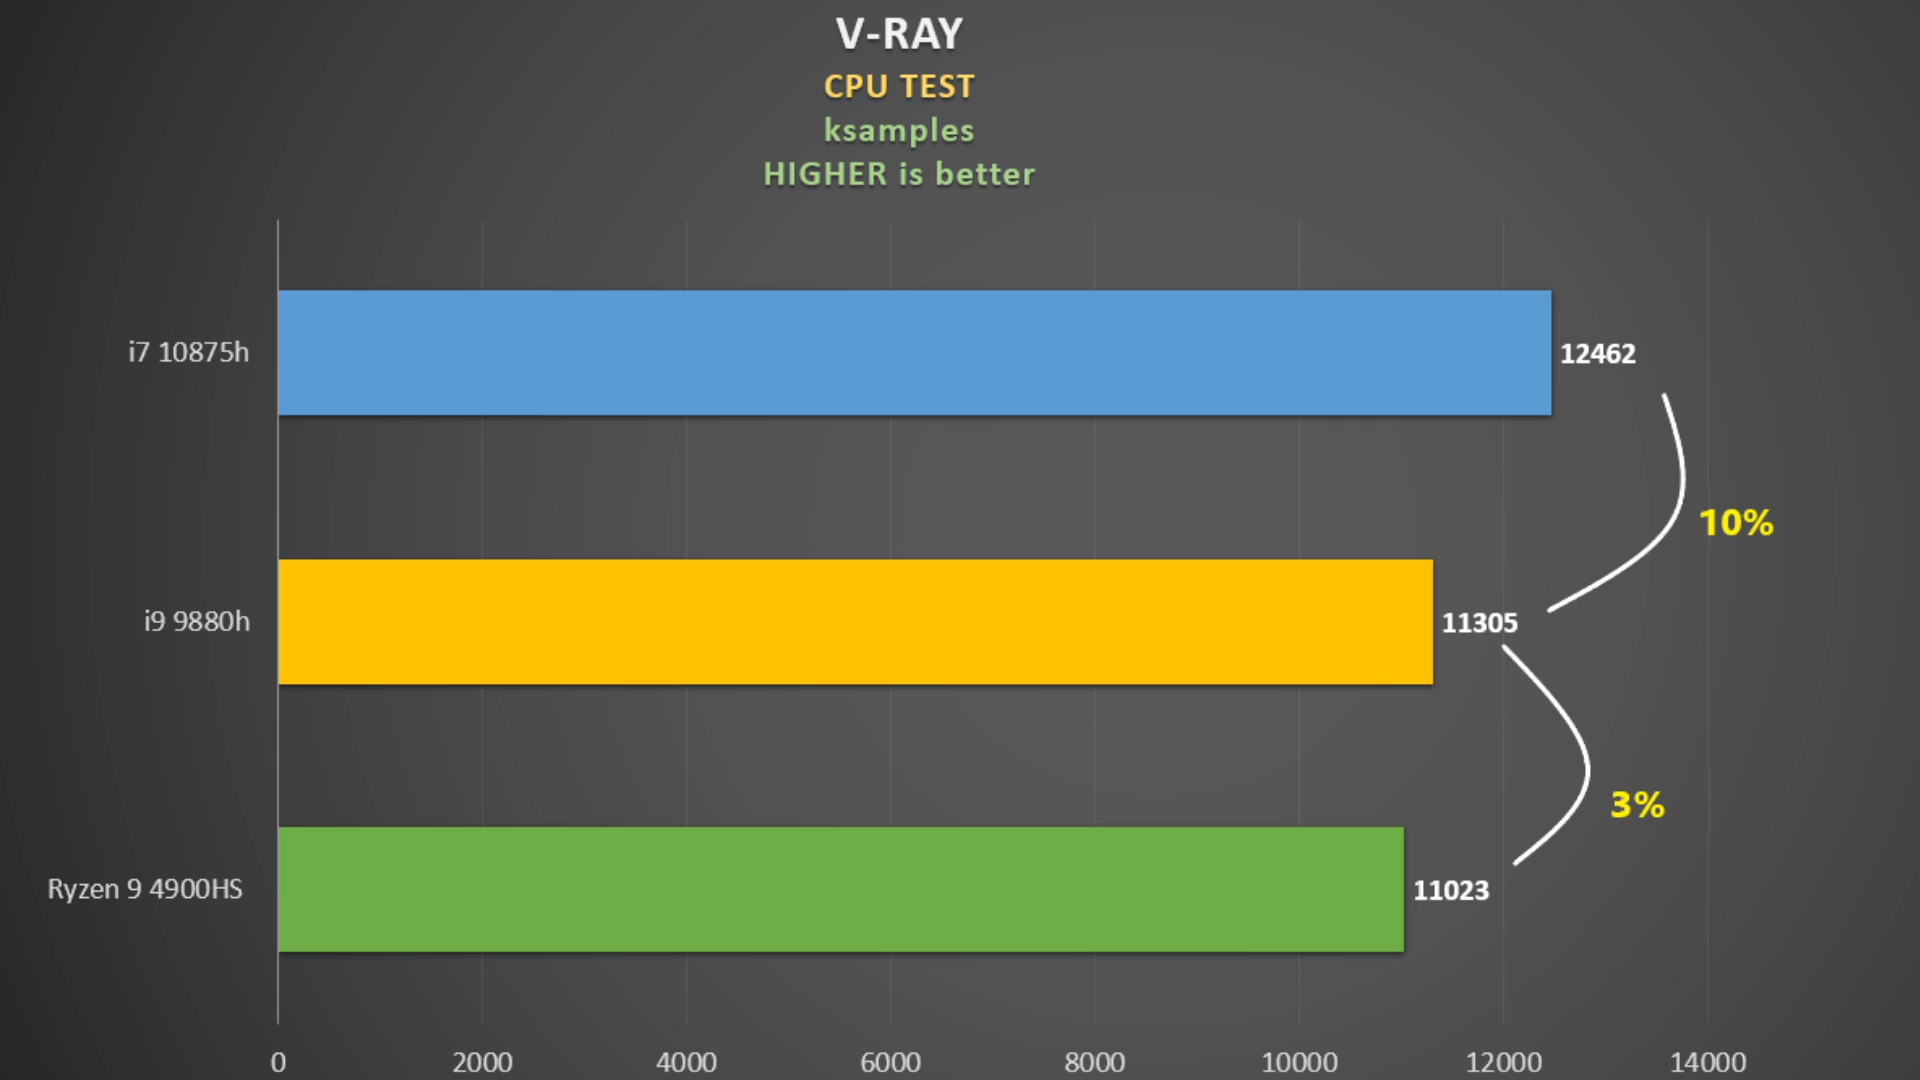 V-RAY
CPU TEST
ksamples
HIGHER is better
i7 10875h
12462
10%
i9 9880h
11305
3%
Ryzen 9 4900HS
11023
0 2000 4000 6000 8000 10000 12000 14000